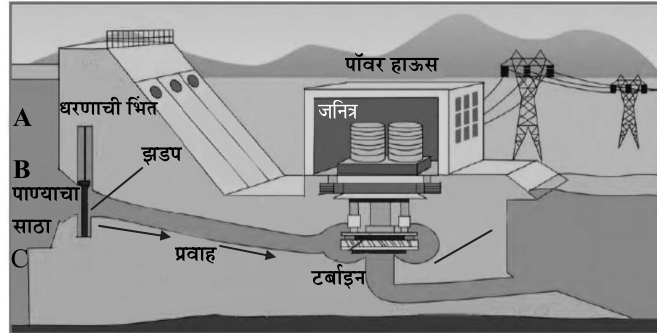 पॉवर हाऊस
जनित्र
A
धरणाची भिंत
B
झडप
पाण्याचा
साठा
C
प्रवाह
टर्बाइन